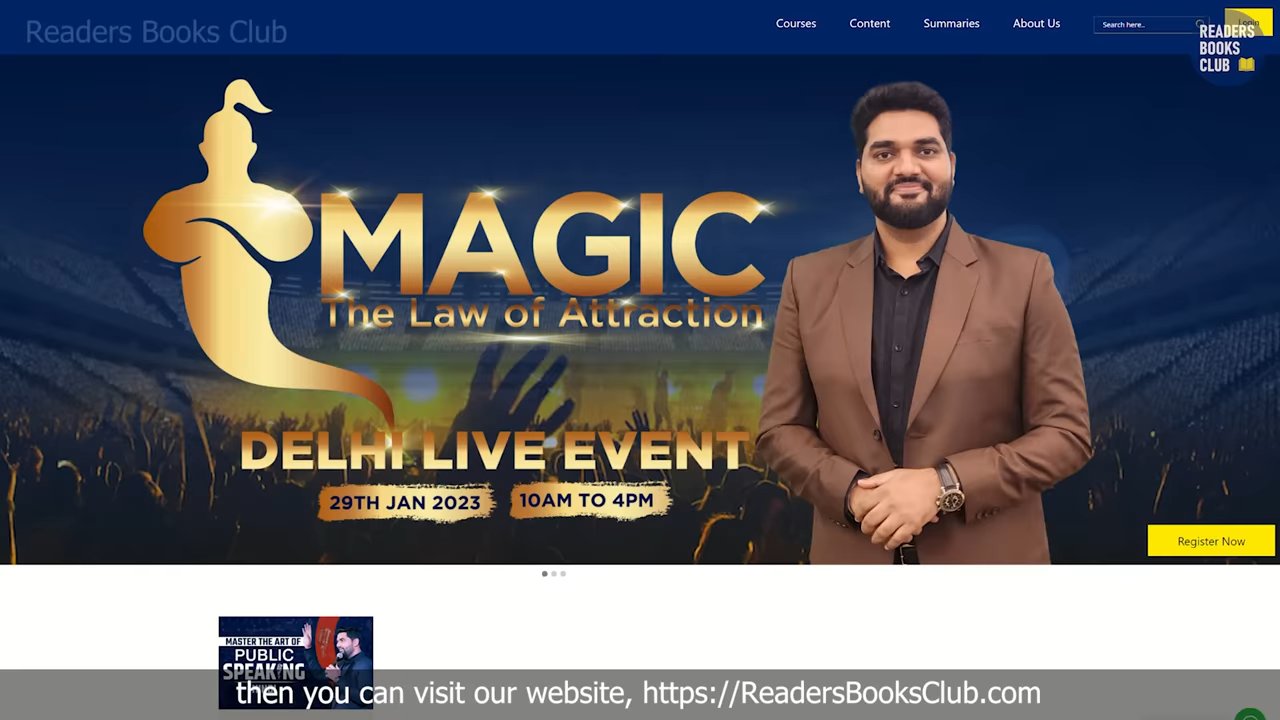 Readers Books Club
Courses
Content
Summaries
About Us
Search here..
Login
READERS
BOOKS
CLUB
MAGIC
The Law of Attraction
DELHI LIVE EVENT
29TH JAN 2023
10AM TO 4PM
Register Now
MASTER THE ART OF
PUBLIC
SPEAKING
then you can visit our website, https://ReadersBooksClub.com